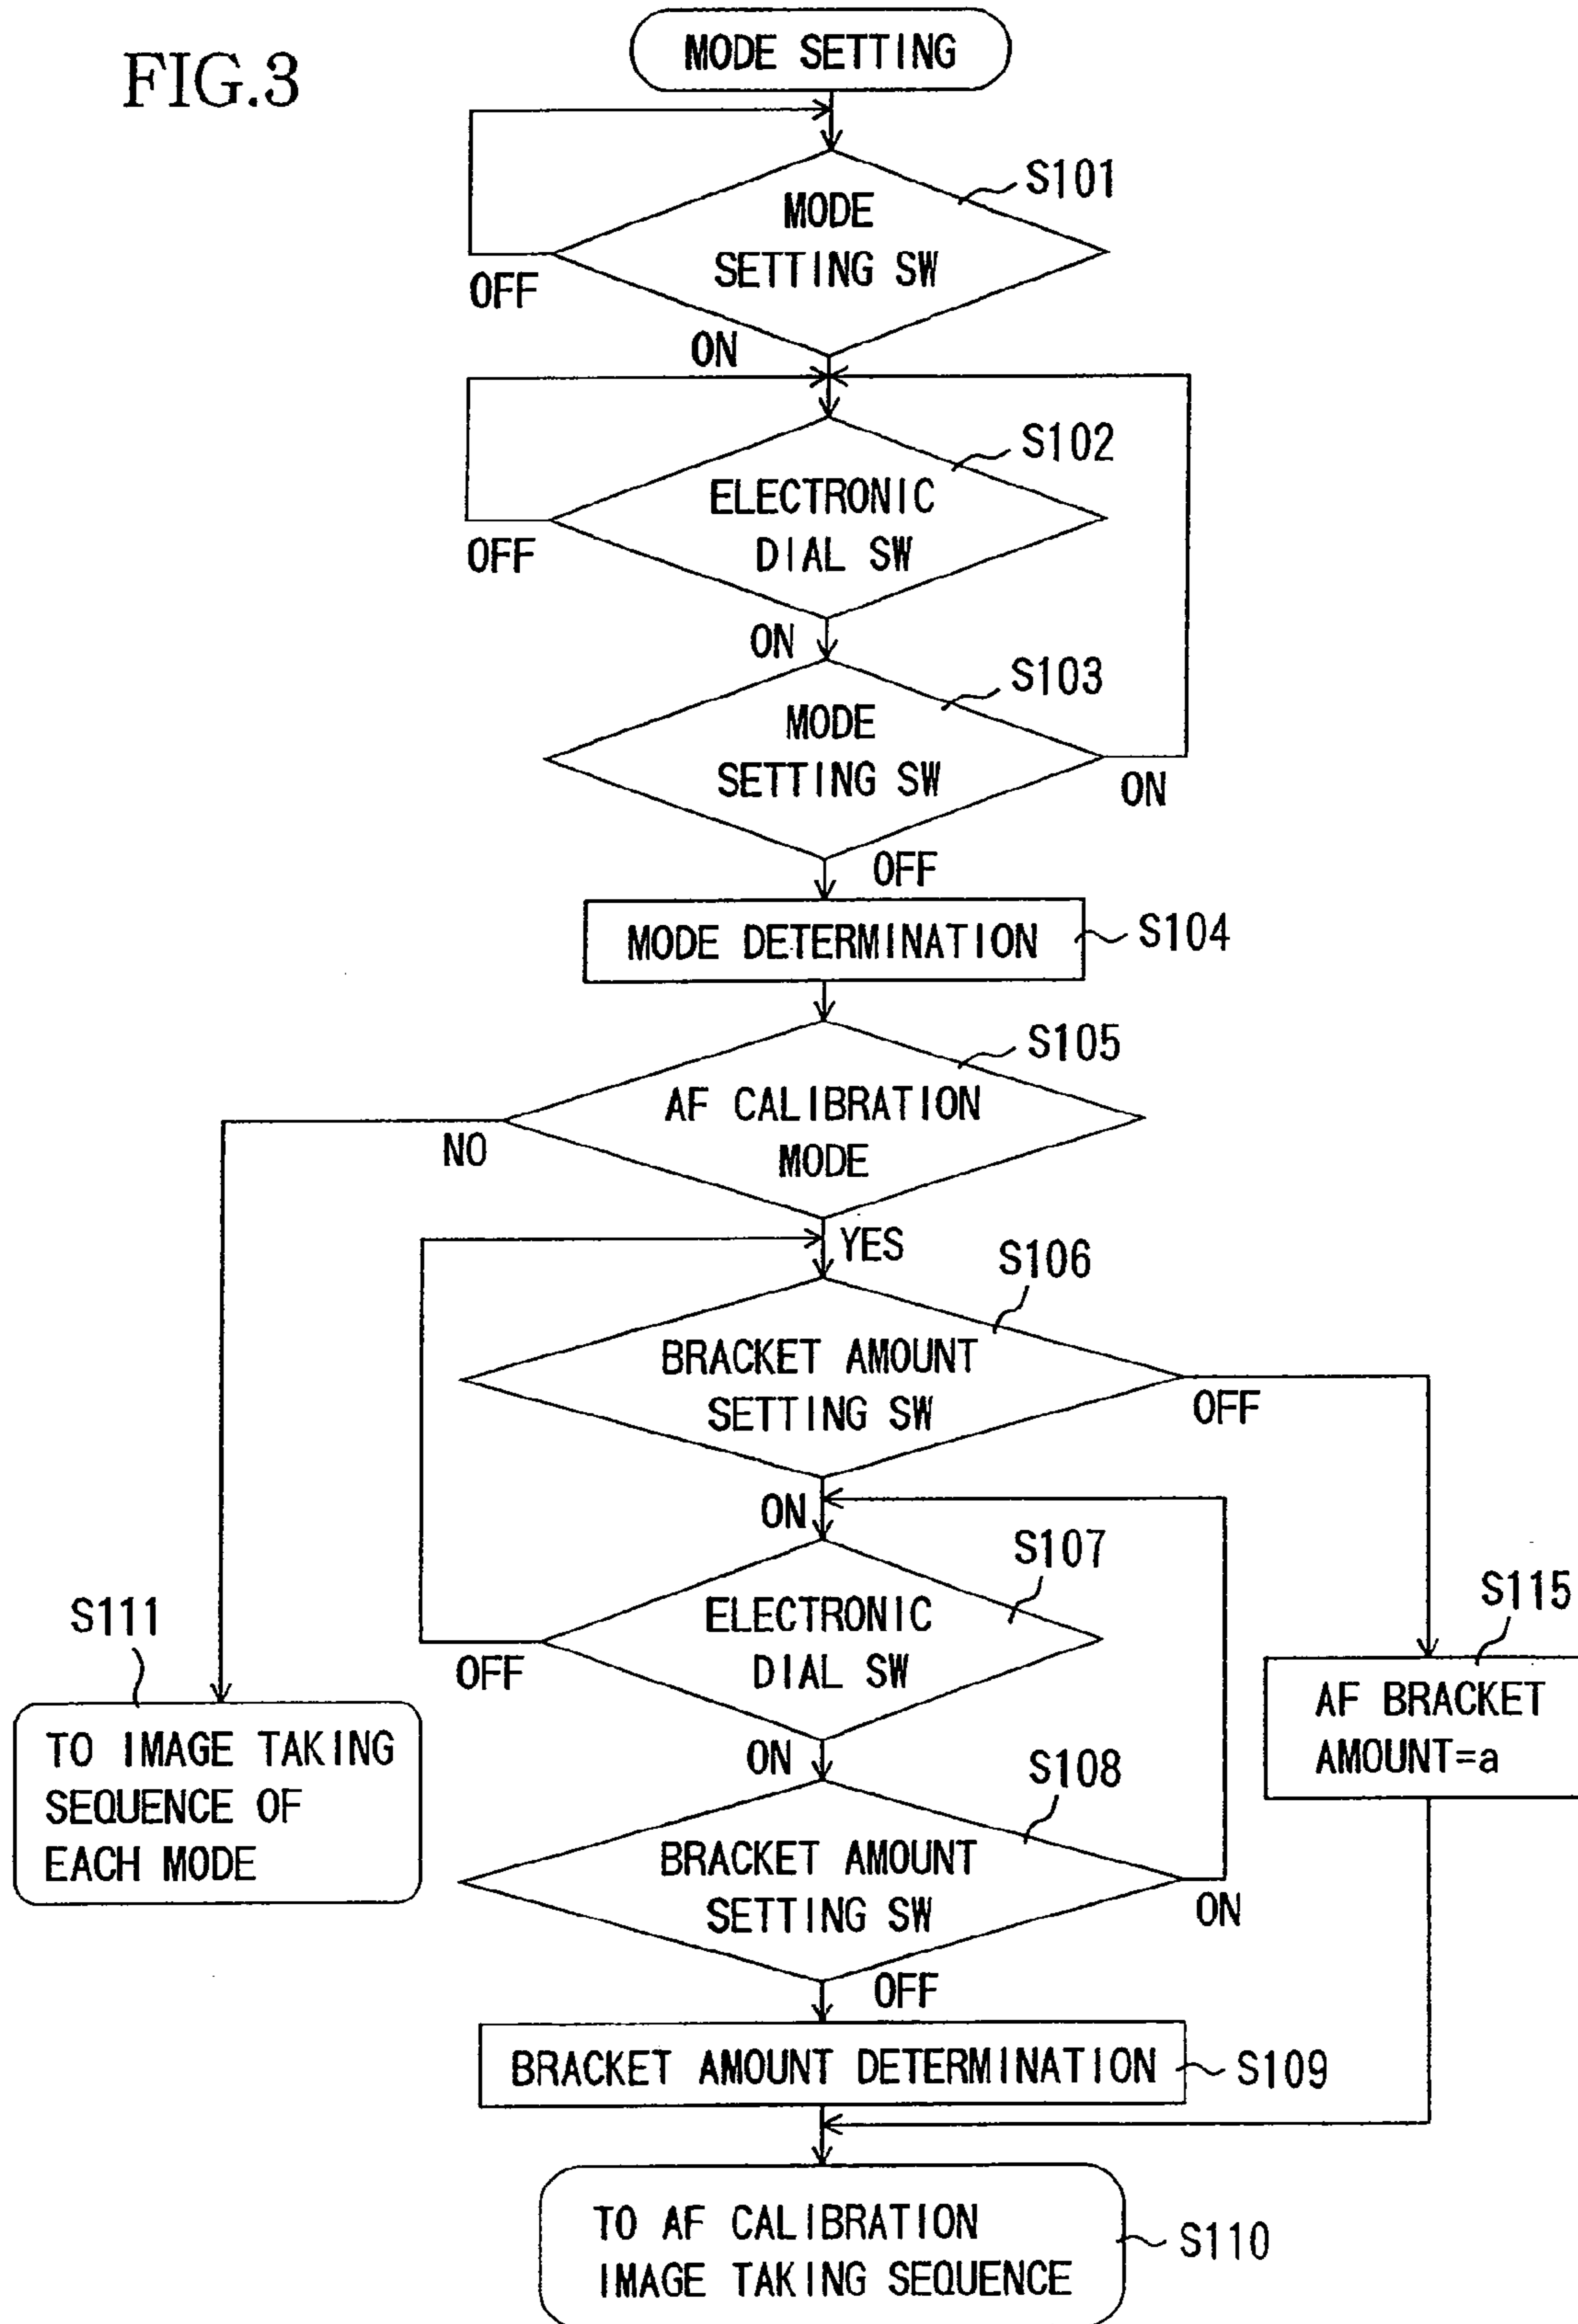 FIG.3
MODE SETTING
S101
MODE
SETTING SW
OFF
ON
S102
ELECTRONIC
DIAL SW
OFF
ON
S103
MODE
SETTING SW
ON
OFF
MODE DETERMINATION
S104
S105
AF CALIBRATION
MODE
NO
YES
S106
BRACKET AMOUNT
SETTING SW
OFF
ON
S107
ELECTRONIC
DIAL SW
OFF
ON
S111
TO IMAGE TAKING
SEQUENCE OF
EACH MODE
S115
AF BRACKET
AMOUNT=a
S108
BRACKET AMOUNT
SETTING SW
ON
OFF
BRACKET AMOUNT DETERMINATION
S109
TO AF CALIBRATION
IMAGE TAKING SEQUENCE
S110